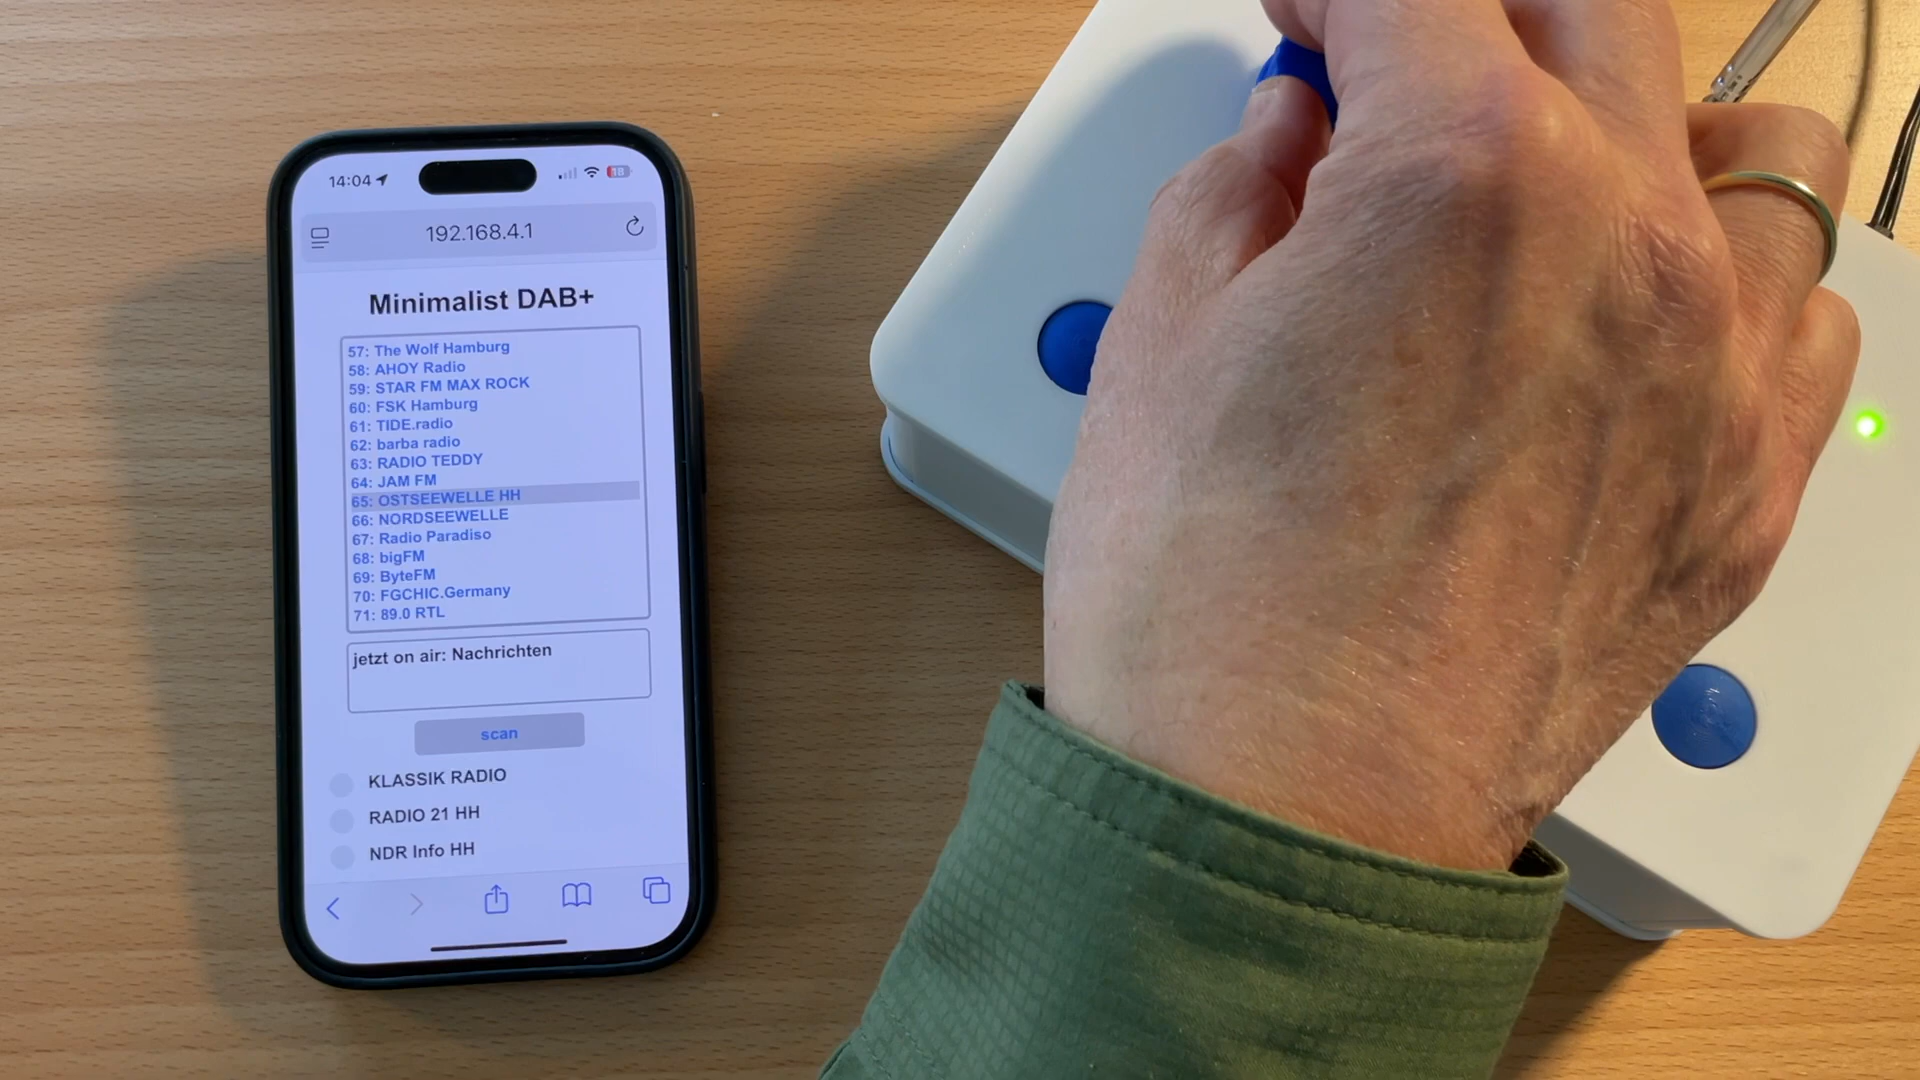 14:04
18
192.168.4.1
Minimalist DAB+
57: The Wolf Hamburg
58: AHOY Radio
59: STAR FM MAX ROCK
60: FSK Hamburg
61: TIDE.radio
62: barba radio
63: RADIO TEDDY
64: JAM FM
65: OSTSEEWELLE HH
66: NORDSEEWELLE
67: Radio Paradiso
68: bigFM
69: ByteFM
70: FGCHIC.Germany
71: 89.0 RTL
jetzt on air: Nachrichten
scan
KLASSIK RADIO
RADIO 21 HH
NDR Info HH